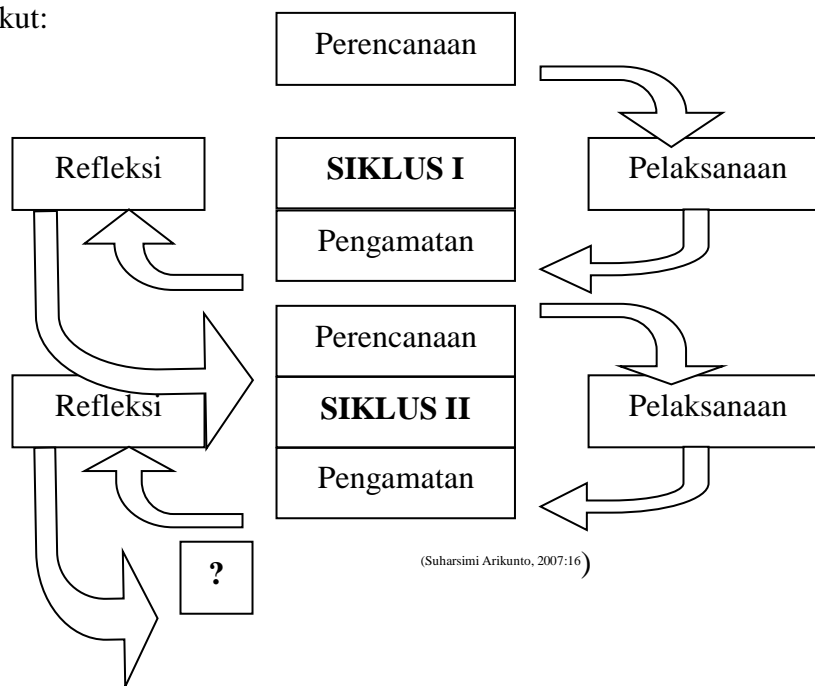 kut:
Perencanaan
Refleksi
SIKLUS I
Pelaksanaan
Pengamatan
Perencanaan
Refleksi
SIKLUS II
Pelaksanaan
Pengamatan
?
(Suharsimi Arikunto, 2007:16)